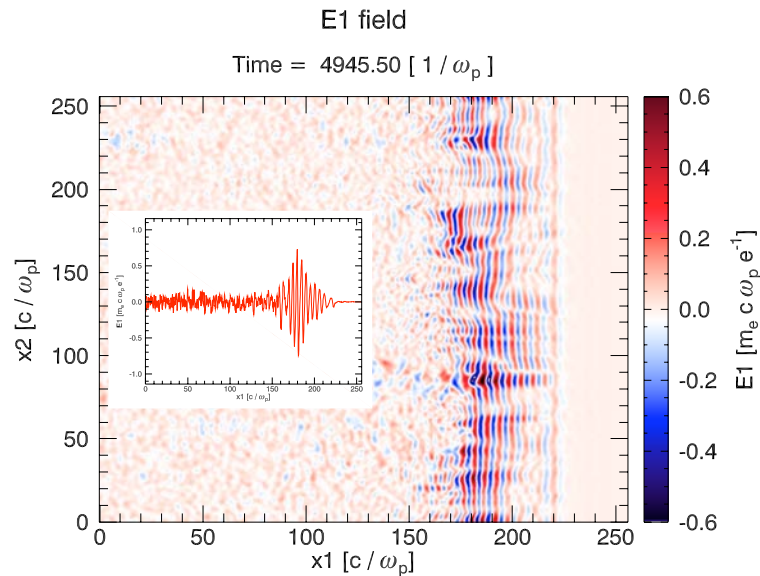 E1 field
Time = 4945.50 [ 1 / ωp ]
250
200
150
100
50
0
0 50 100 150 200 250
x1 [c / ωp]
x2 [c / ωp]
1.0
0.5
0.0
-0.5
-1.0
0 50 100 150 200 250
x1 [c / ωp]
E1 [me c ωp e-1]
0.6
0.4
0.2
0.0
-0.2
-0.4
-0.6
E1 [me c ωp e-1]